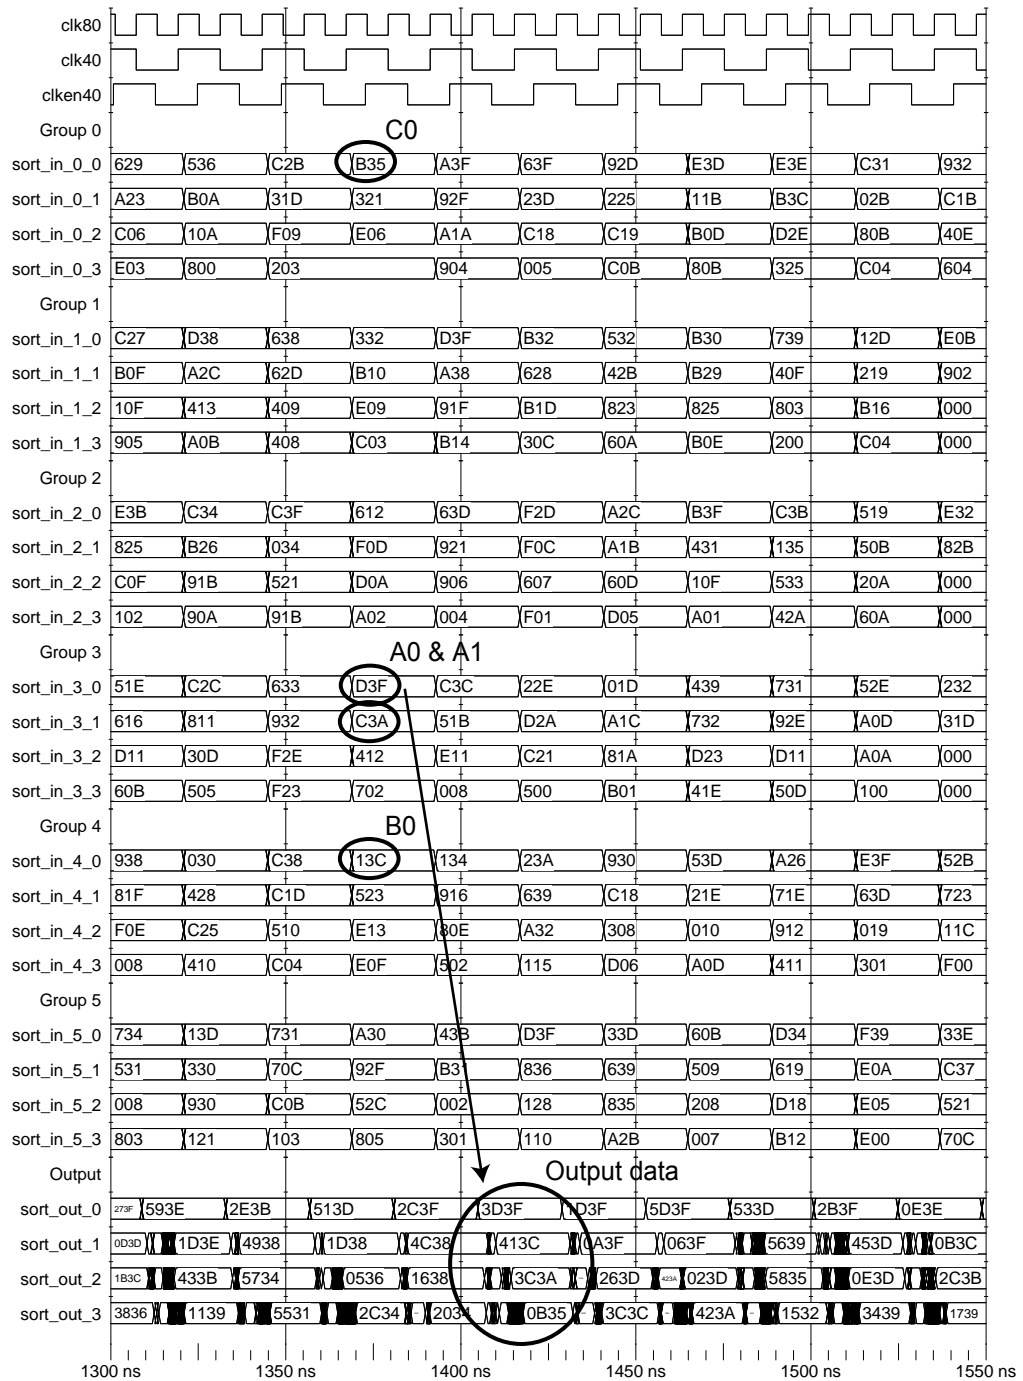 clk80
clk40
clken40
Group 0
C0
sort_in_0_0 629 536 C2B B35 A3F 63F 92D E3D E3E C31 932
sort_in_0_1 A23 B0A 31D 321 92F 23D 225 11B B3C 02B C1B
sort_in_0_2 C06 10A F09 E06 A1A C18 C19 B0D D2E 80B 40E
sort_in_0_3 E03 800 203 904 005 C0B 80B 325 C04 604
Group 1
sort_in_1_0 C27 D38 638 332 D3F B32 532 B30 739 12D E0B
sort_in_1_1 B0F A2C 62D B10 A38 628 42B B29 40F 219 902
sort_in_1_2 10F 413 409 E09 91F B1D 823 825 803 B16 000
sort_in_1_3 905 A0B 408 C03 B14 30C 60A B0E 200 C04 000
Group 2
sort_in_2_0 E3B C34 C3F 612 63D F2D A2C B3F C3B 519 E32
sort_in_2_1 825 B26 034 F0D 921 F0C A1B 431 135 50B 82B
sort_in_2_2 C0F 91B 521 D0A 906 607 60D 10F 533 20A 000
sort_in_2_3 102 90A 91B A02 004 F01 D05 A01 42A 60A 000
Group 3
A0 & A1
sort_in_3_0 51E C2C 633 D3F C3C 22E 01D 439 731 52E 232
sort_in_3_1 616 811 932 C3A 51B D2A A1C 732 92E A0D 31D
sort_in_3_2 D11 30D F2E 412 E11 C21 81A D23 D11 A0A 000
sort_in_3_3 60B 505 F23 702 008 500 B01 41E 50D 100 000
Group 4
B0
sort_in_4_0 938 030 C38 13C 134 23A 930 53D A26 E3F 52B
sort_in_4_1 81F 428 C1D 523 916 639 C18 21E 71E 63D 723
sort_in_4_2 F0E C25 510 E13 80E A32 308 010 912 019 11C
sort_in_4_3 008 410 C04 E0F 502 115 D06 A0D 411 301 F00
Group 5
sort_in_5_0 734 13D 731 A30 43B D3F 33D 60B D34 F39 33E
sort_in_5_1 531 330 70C 92F B31 836 639 509 619 E0A C37
sort_in_5_2 008 930 C0B 52C 002 128 835 208 D18 E05 521
sort_in_5_3 803 121 103 805 301 110 A2B 007 B12 E00 70C
Output
Output data
sort_out_0 273F 593E 2E3B 513D 2C3F 3D3F 1D3F 5D3F 533D 2B3F 0E3E
sort_out_1 0D3D 1D3E 4938 1D38 4C38 413C 0A3F 063F 5639 453D 0B3C
sort_out_2 1B3C 433B 5734 0536 1638 3C3A - 263D 423A 023D 5835 0E3D 2C3B
sort_out_3 3836 1139 5531 2C34 - 2034 0B35 - 3C3C - 423A - 1532 3439 1739
1300 ns 1350 ns 1400 ns 1450 ns 1500 ns 1550 ns